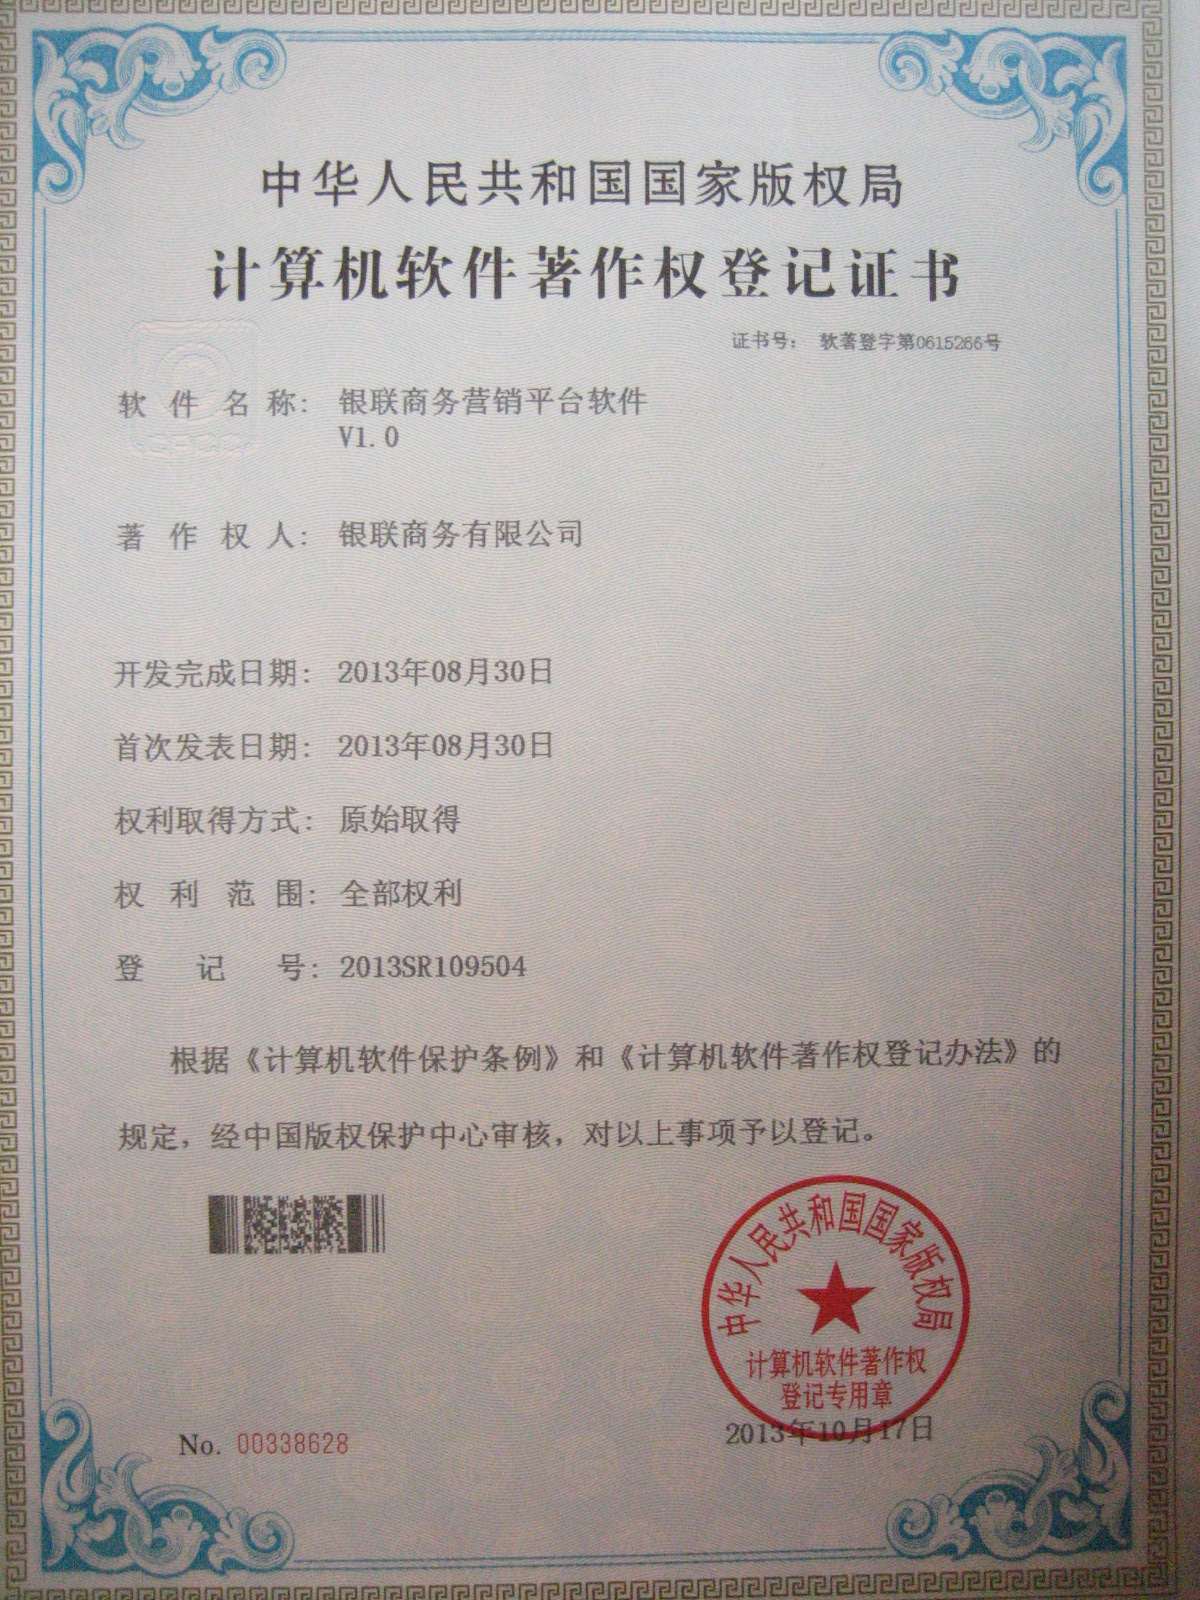 中华人民共和国国家版权局
计算机软件著作权登记证书
证书号： 软著登字第0615266号
软件名称： 银联商务营销平台软件
V1.0
著作权人： 银联商务有限公司
开发完成日期： 2013年08月30日
首次发表日期： 2013年08月30日
权利取得方式： 原始取得
权利范围： 全部权利
登记号： 2013SR109504
根据《计算机软件保护条例》和《计算机软件著作权登记办法》的
规定，经中国版权保护中心审核，对以上事项予以登记。
中华人民共和国国家版权局
计算机软件著作权
登记专用章
2013年10月17日
No. 00338628